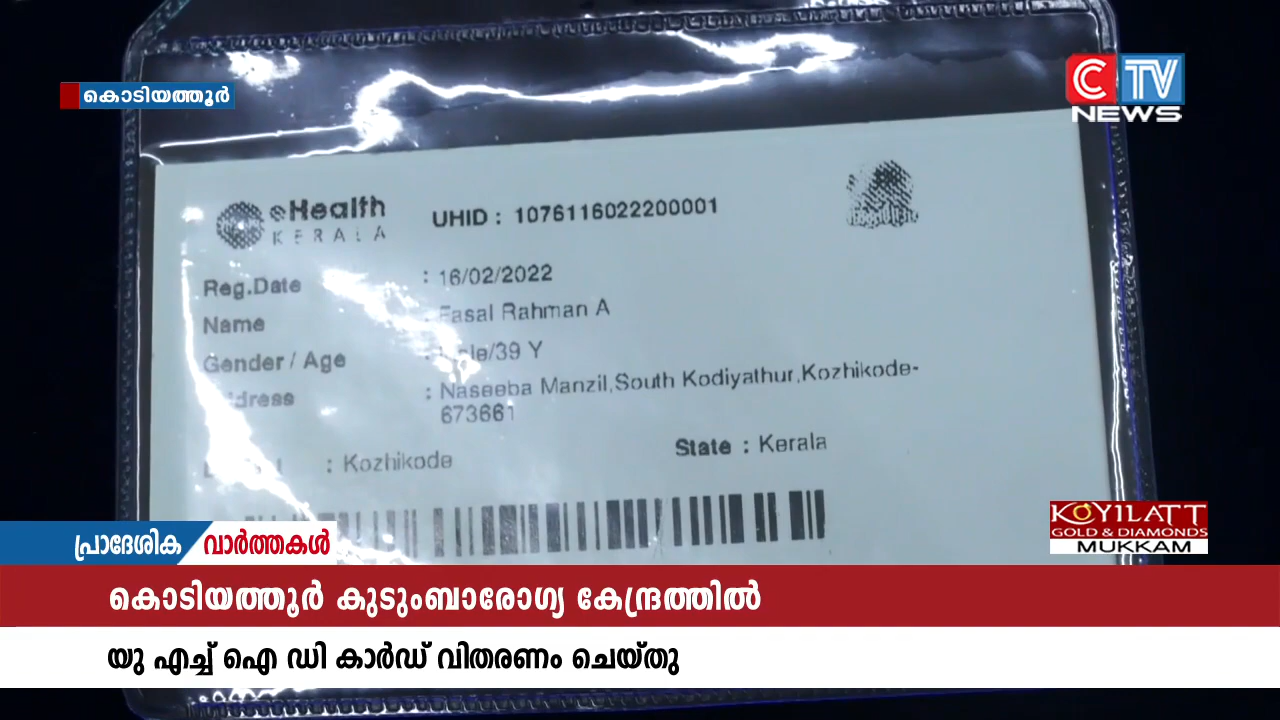 കൊടിയത്തൂർ
C TV
NEWS
eHealth
KERALA
UHID : 1076116022200001
Reg.Date : 16/02/2022
Name : Fasal Rahman A
Gender / Age : /39 Y
: Naseeba Manzil,South Kodiyathur,Kozhikode-
673661
: Kozhikode State : Kerala
KOYILATT
GOLD & DIAMONDS
MUKKAM
പ്രാദേശിക വാർത്തകൾ
കൊടിയത്തൂർ കുടുംബാരോഗ്യ കേന്ദ്രത്തിൽ
യു എച്ച് ഐ ഡി കാർഡ് വിതരണം ചെയ്തു